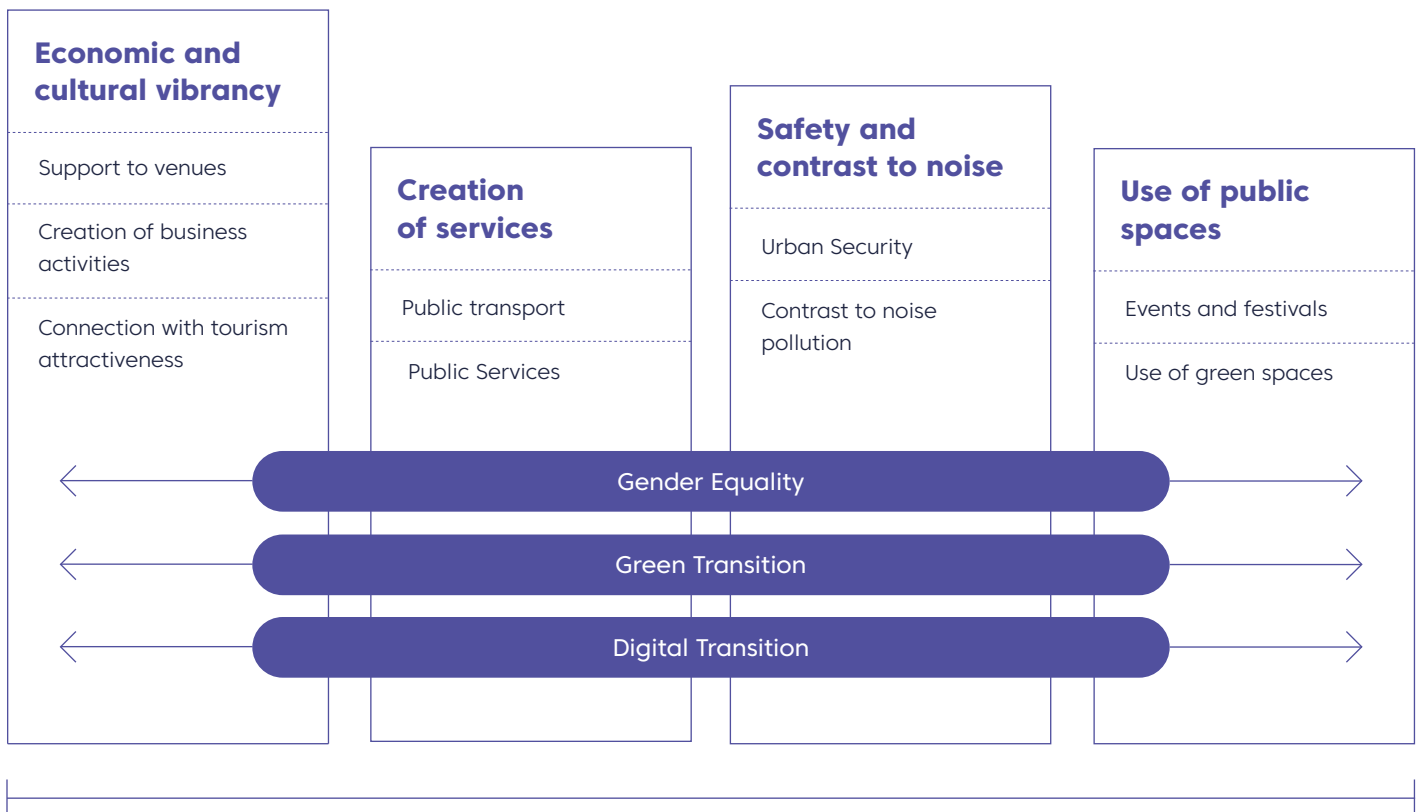 Economic and
cultural vibrancy
Support to venues
Creation of business
activities
Connection with tourism
attractiveness
Creation
of services
Public transport
Public Services
Safety and
contrast to noise
Urban Security
Contrast to noise
pollution
Use of public
spaces
Events and festivals
Use of green spaces
Gender Equality
Green Transition
Digital Transition